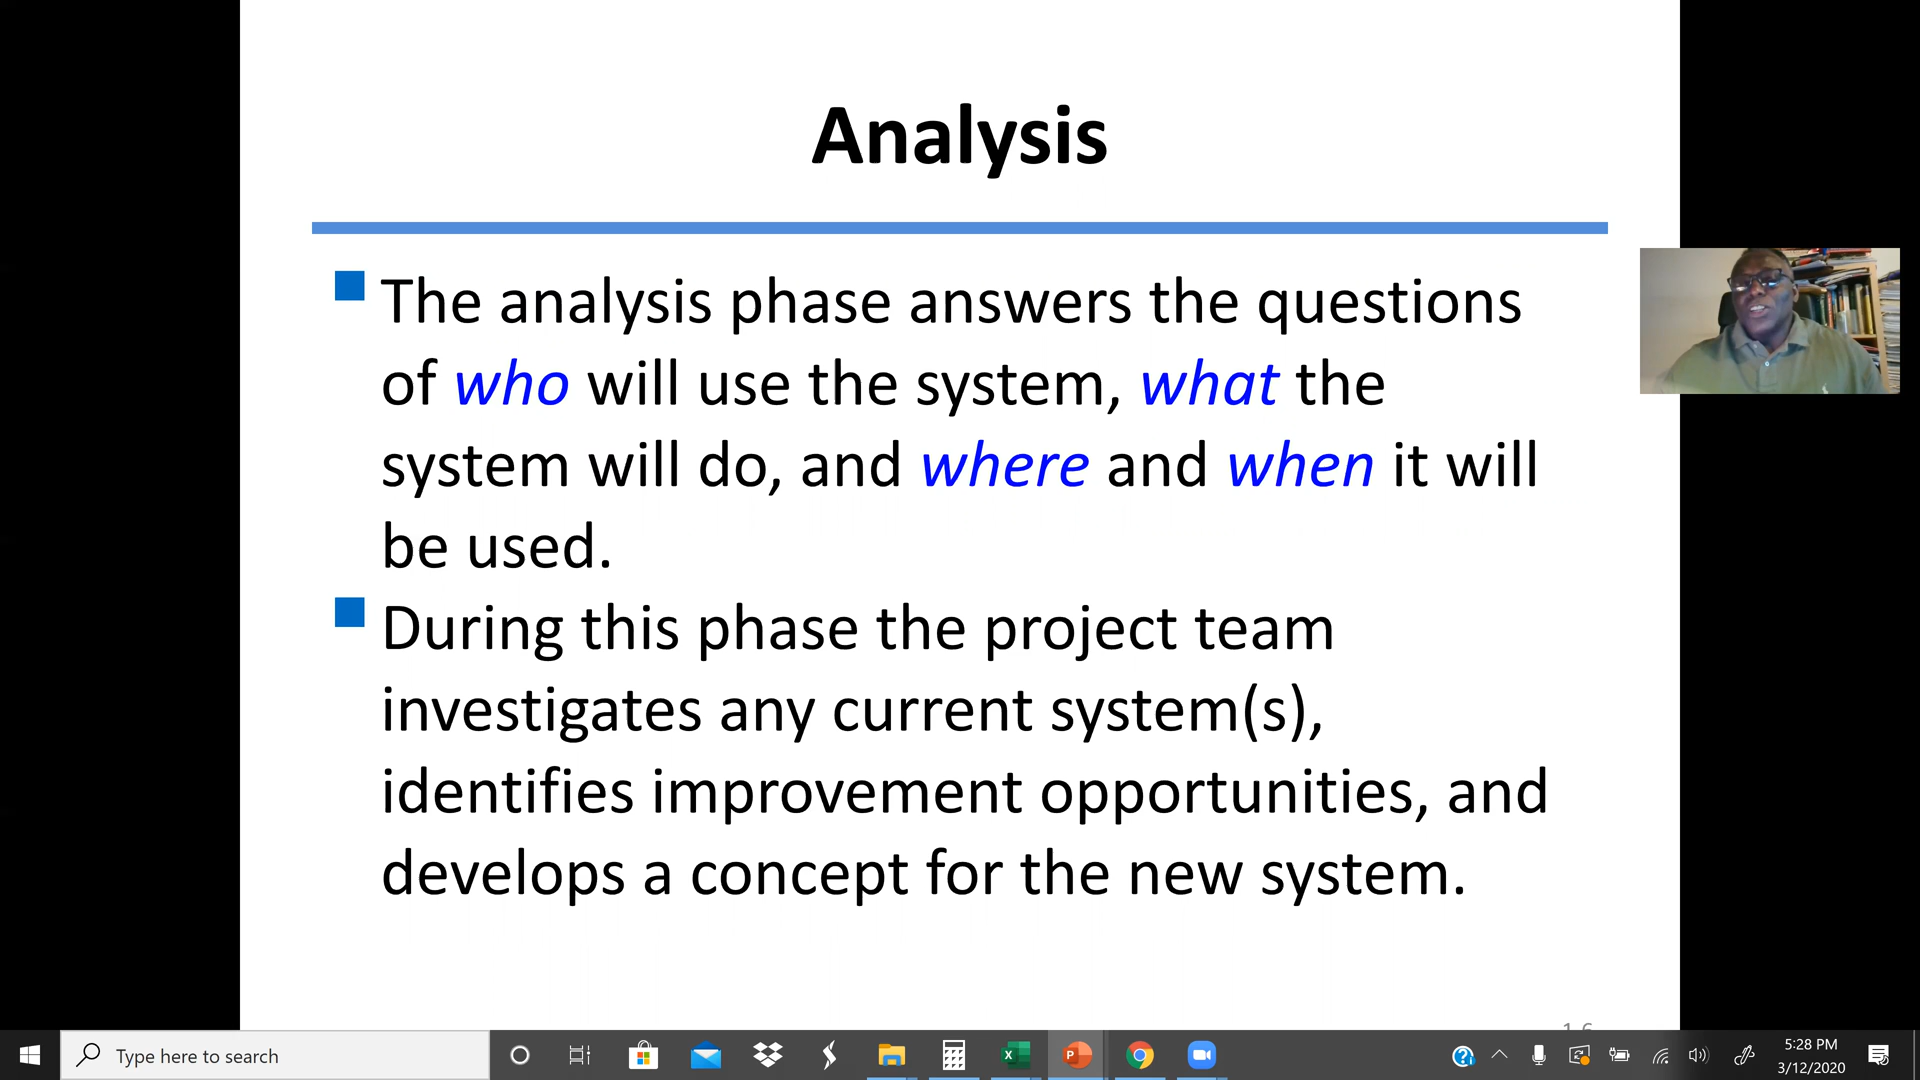 Analysis
The analysis phase answers the questions
of who will use the system, what the
system will do, and where and when it will
be used.
During this phase the project team
investigates any current system(s),
identifies improvement opportunities, and
develops a concept for the new system.
Type here to search
5:28 PM
3/12/2020